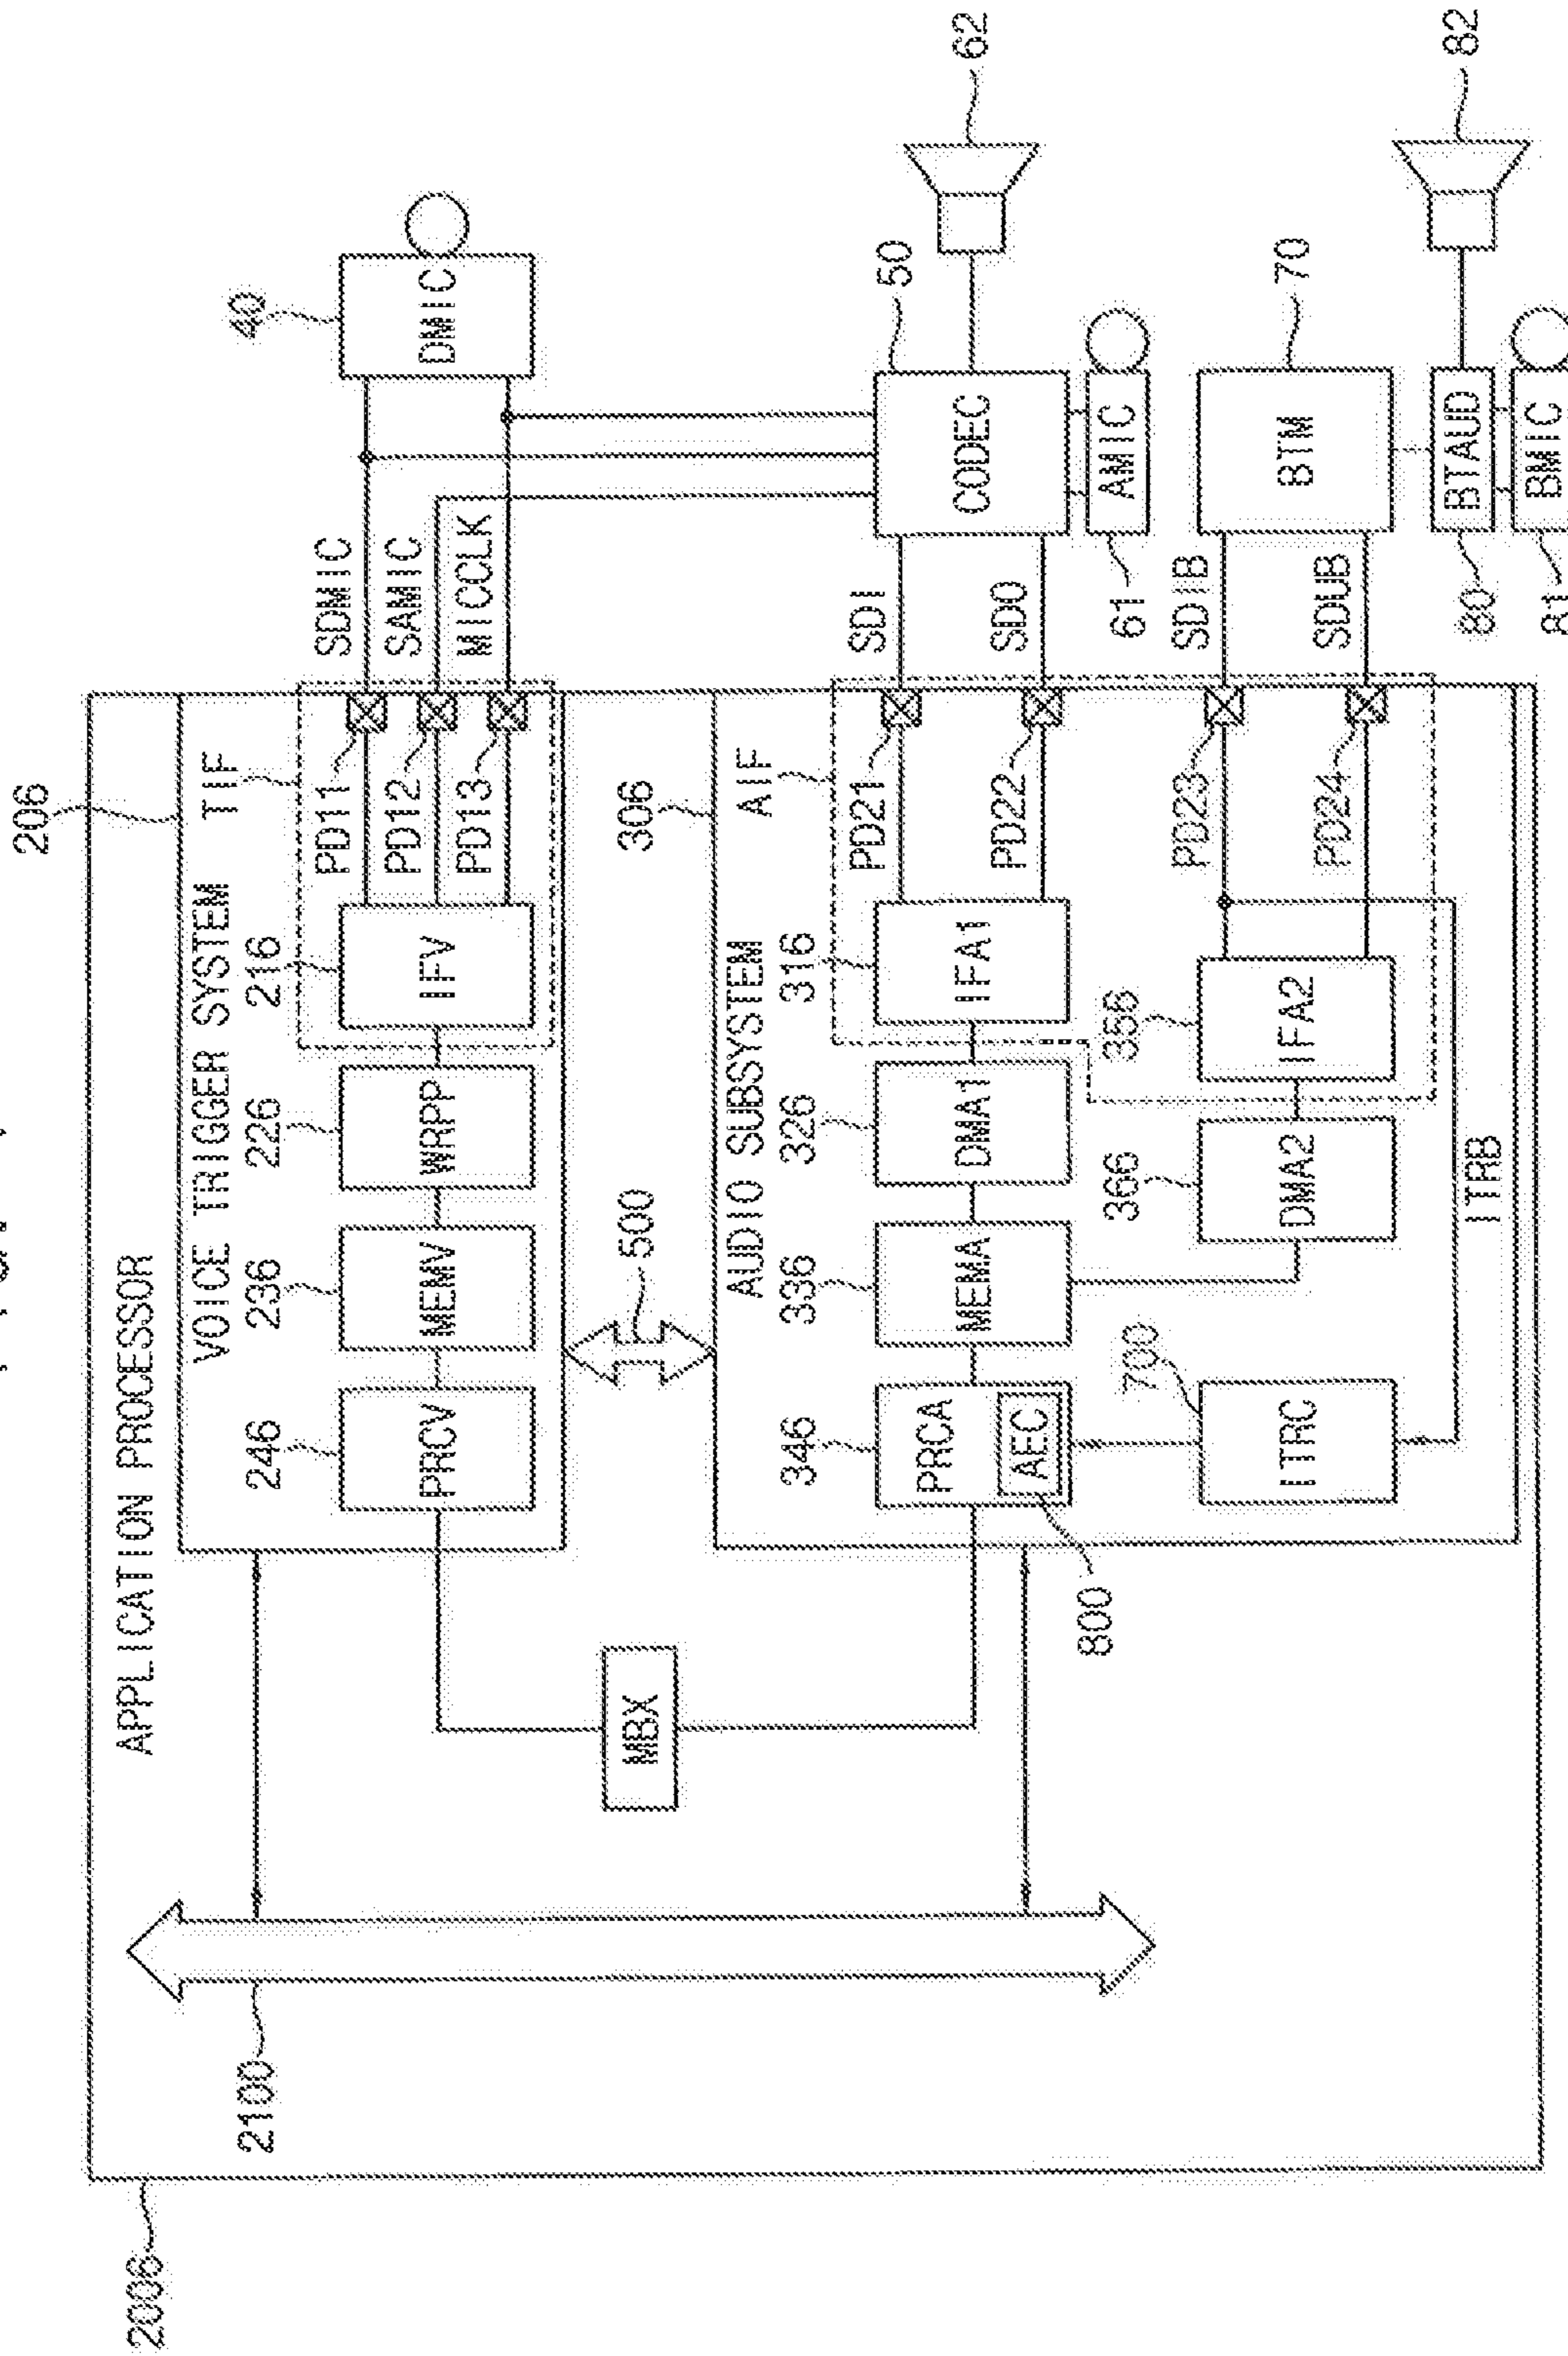 2006
2100
APPLICATION PROCESSOR
206
VOICE TRIGGER SYSTEM
TIF
246
236
226
216
PRCV
MEMV
WRPP
IFV
PD11
PD12
PD13
SDMIC
SAMIC
MICCLK
40
DMIC
MBX
500
306
AUDIO SUBSYSTEM
AIF
346
336
326
316
PRCA
AEC
800
MEMA
DMA1
IFA1
PD21
PD22
SDI
SDO
50
CODEC
62
61
AMIC
700
ITRC
366
DMA2
356
IFA2
PD23
PD24
SDIB
SDUB
70
BTM
ITRB
80
BTAUD
82
81
BMIC